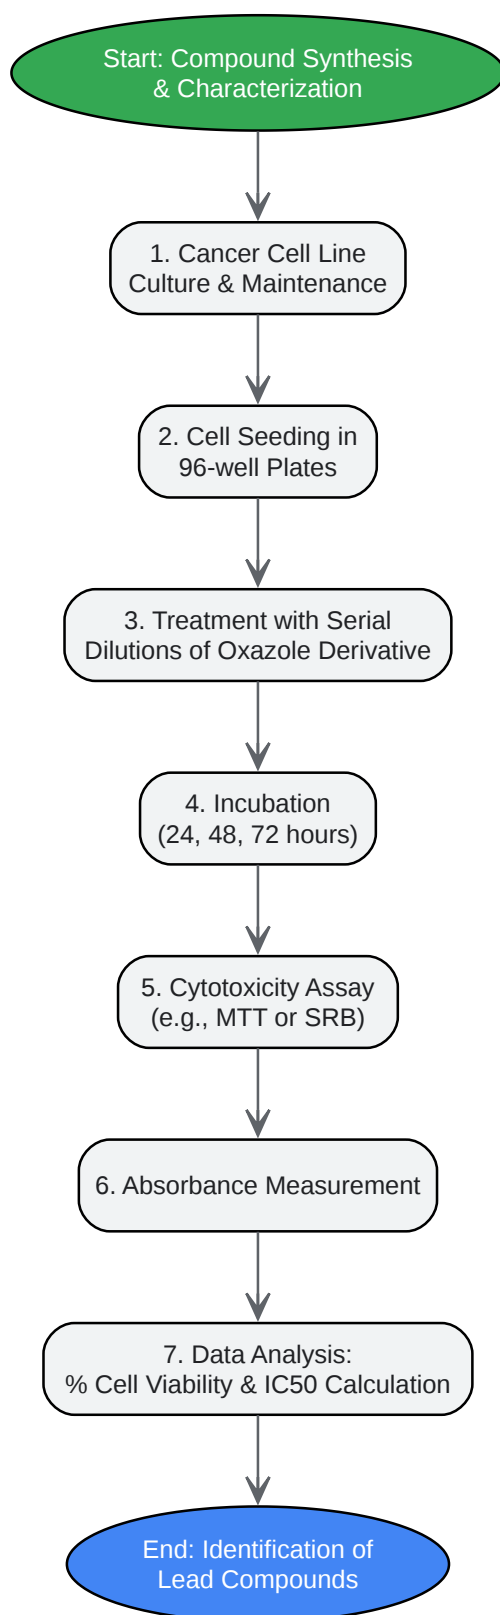 Start: Compound Synthesis
& Characterization
1. Cancer Cell Line
Culture & Maintenance
2. Cell Seeding in
96-well Plates
3. Treatment with Serial
Dilutions of Oxazole Derivative
4. Incubation
(24, 48, 72 hours)
5. Cytotoxicity Assay
(e.g., MTT or SRB)
6. Absorbance Measurement
7. Data Analysis:
% Cell Viability & IC50 Calculation
End: Identification of
Lead Compounds